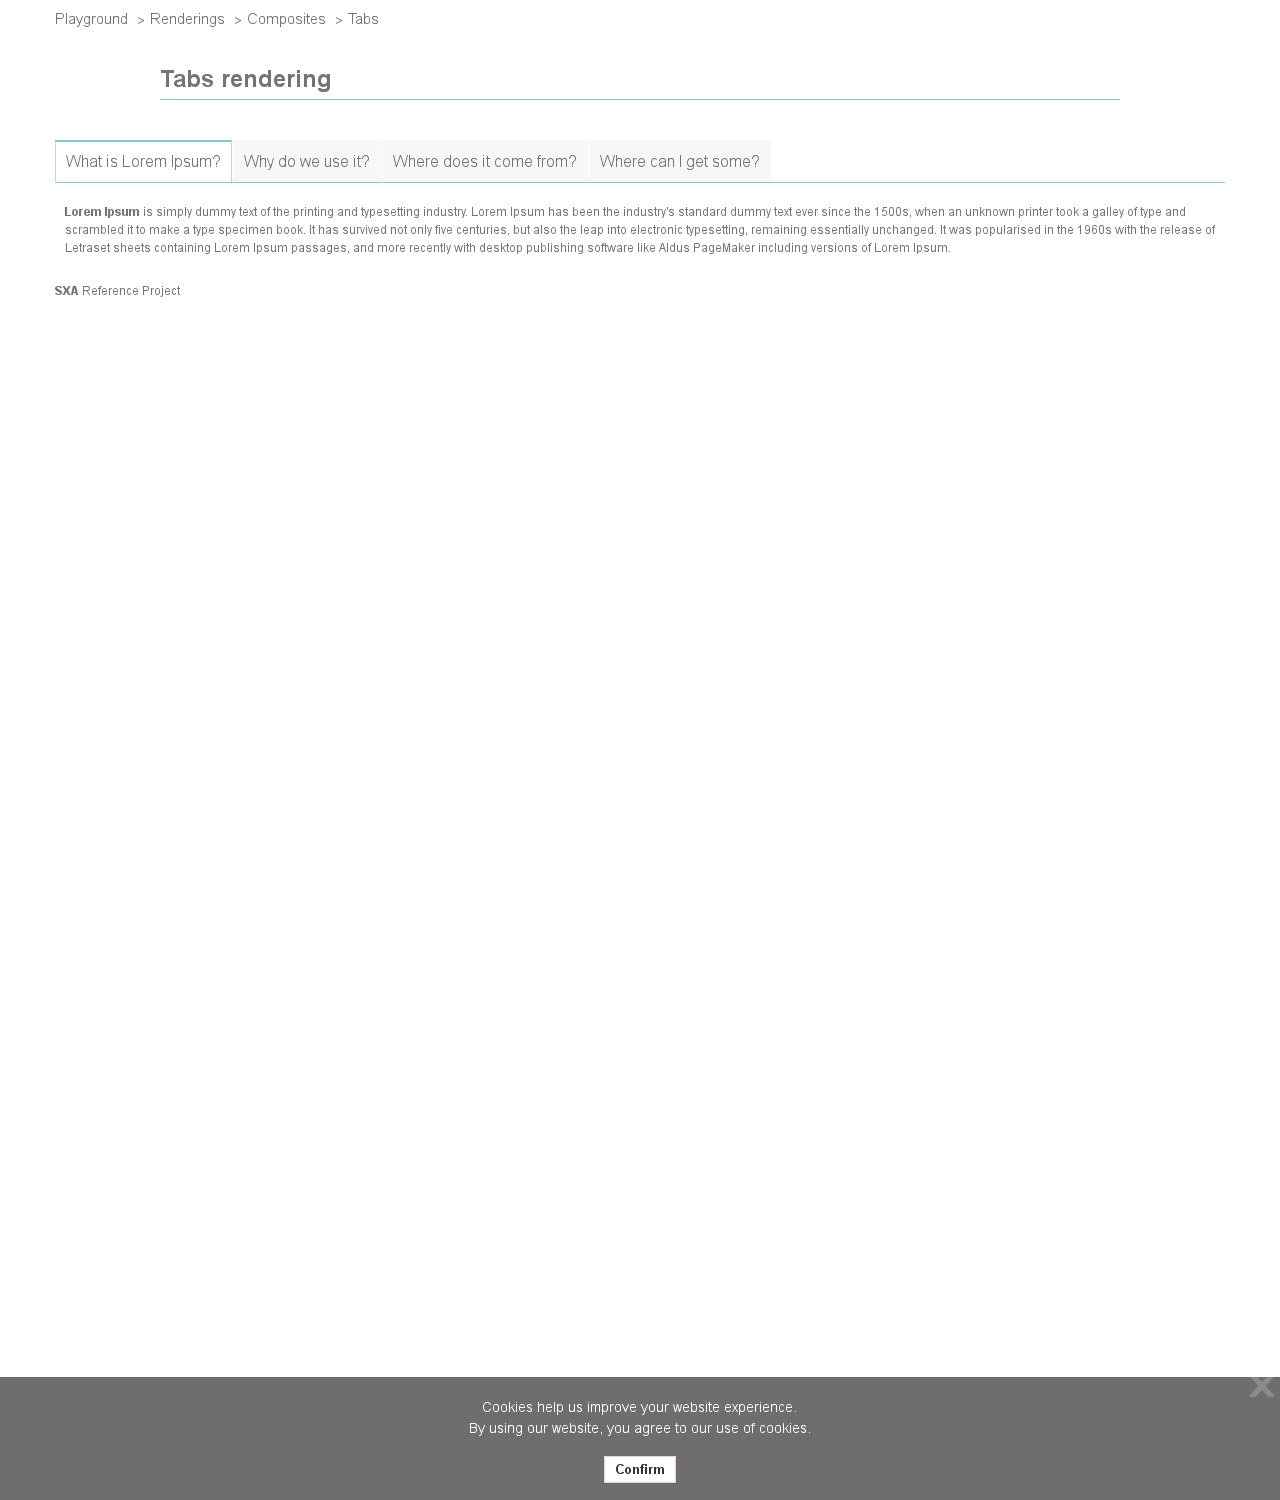 Playground > Renderings > Composites > Tabs
Tabs rendering
What is Lorem Ipsum? Why do we use it? Where does it come from? Where can I get some?
Lorem Ipsum is simply dummy text of the printing and typesetting industry. Lorem Ipsum has been the industry's standard dummy text ever since the 1500s, when an unknown printer took a galley of type and
scrambled it to make a type specimen book. It has survived not only five centuries, but also the leap into electronic typesetting, remaining essentially unchanged. It was popularised in the 1960s with the release of
Letraset sheets containing Lorem Ipsum passages, and more recently with desktop publishing software like Aldus PageMaker including versions of Lorem Ipsum.
SXA Reference Project
X
Cookies help us improve your website experience.
By using our website, you agree to our use of cookies.
Confirm